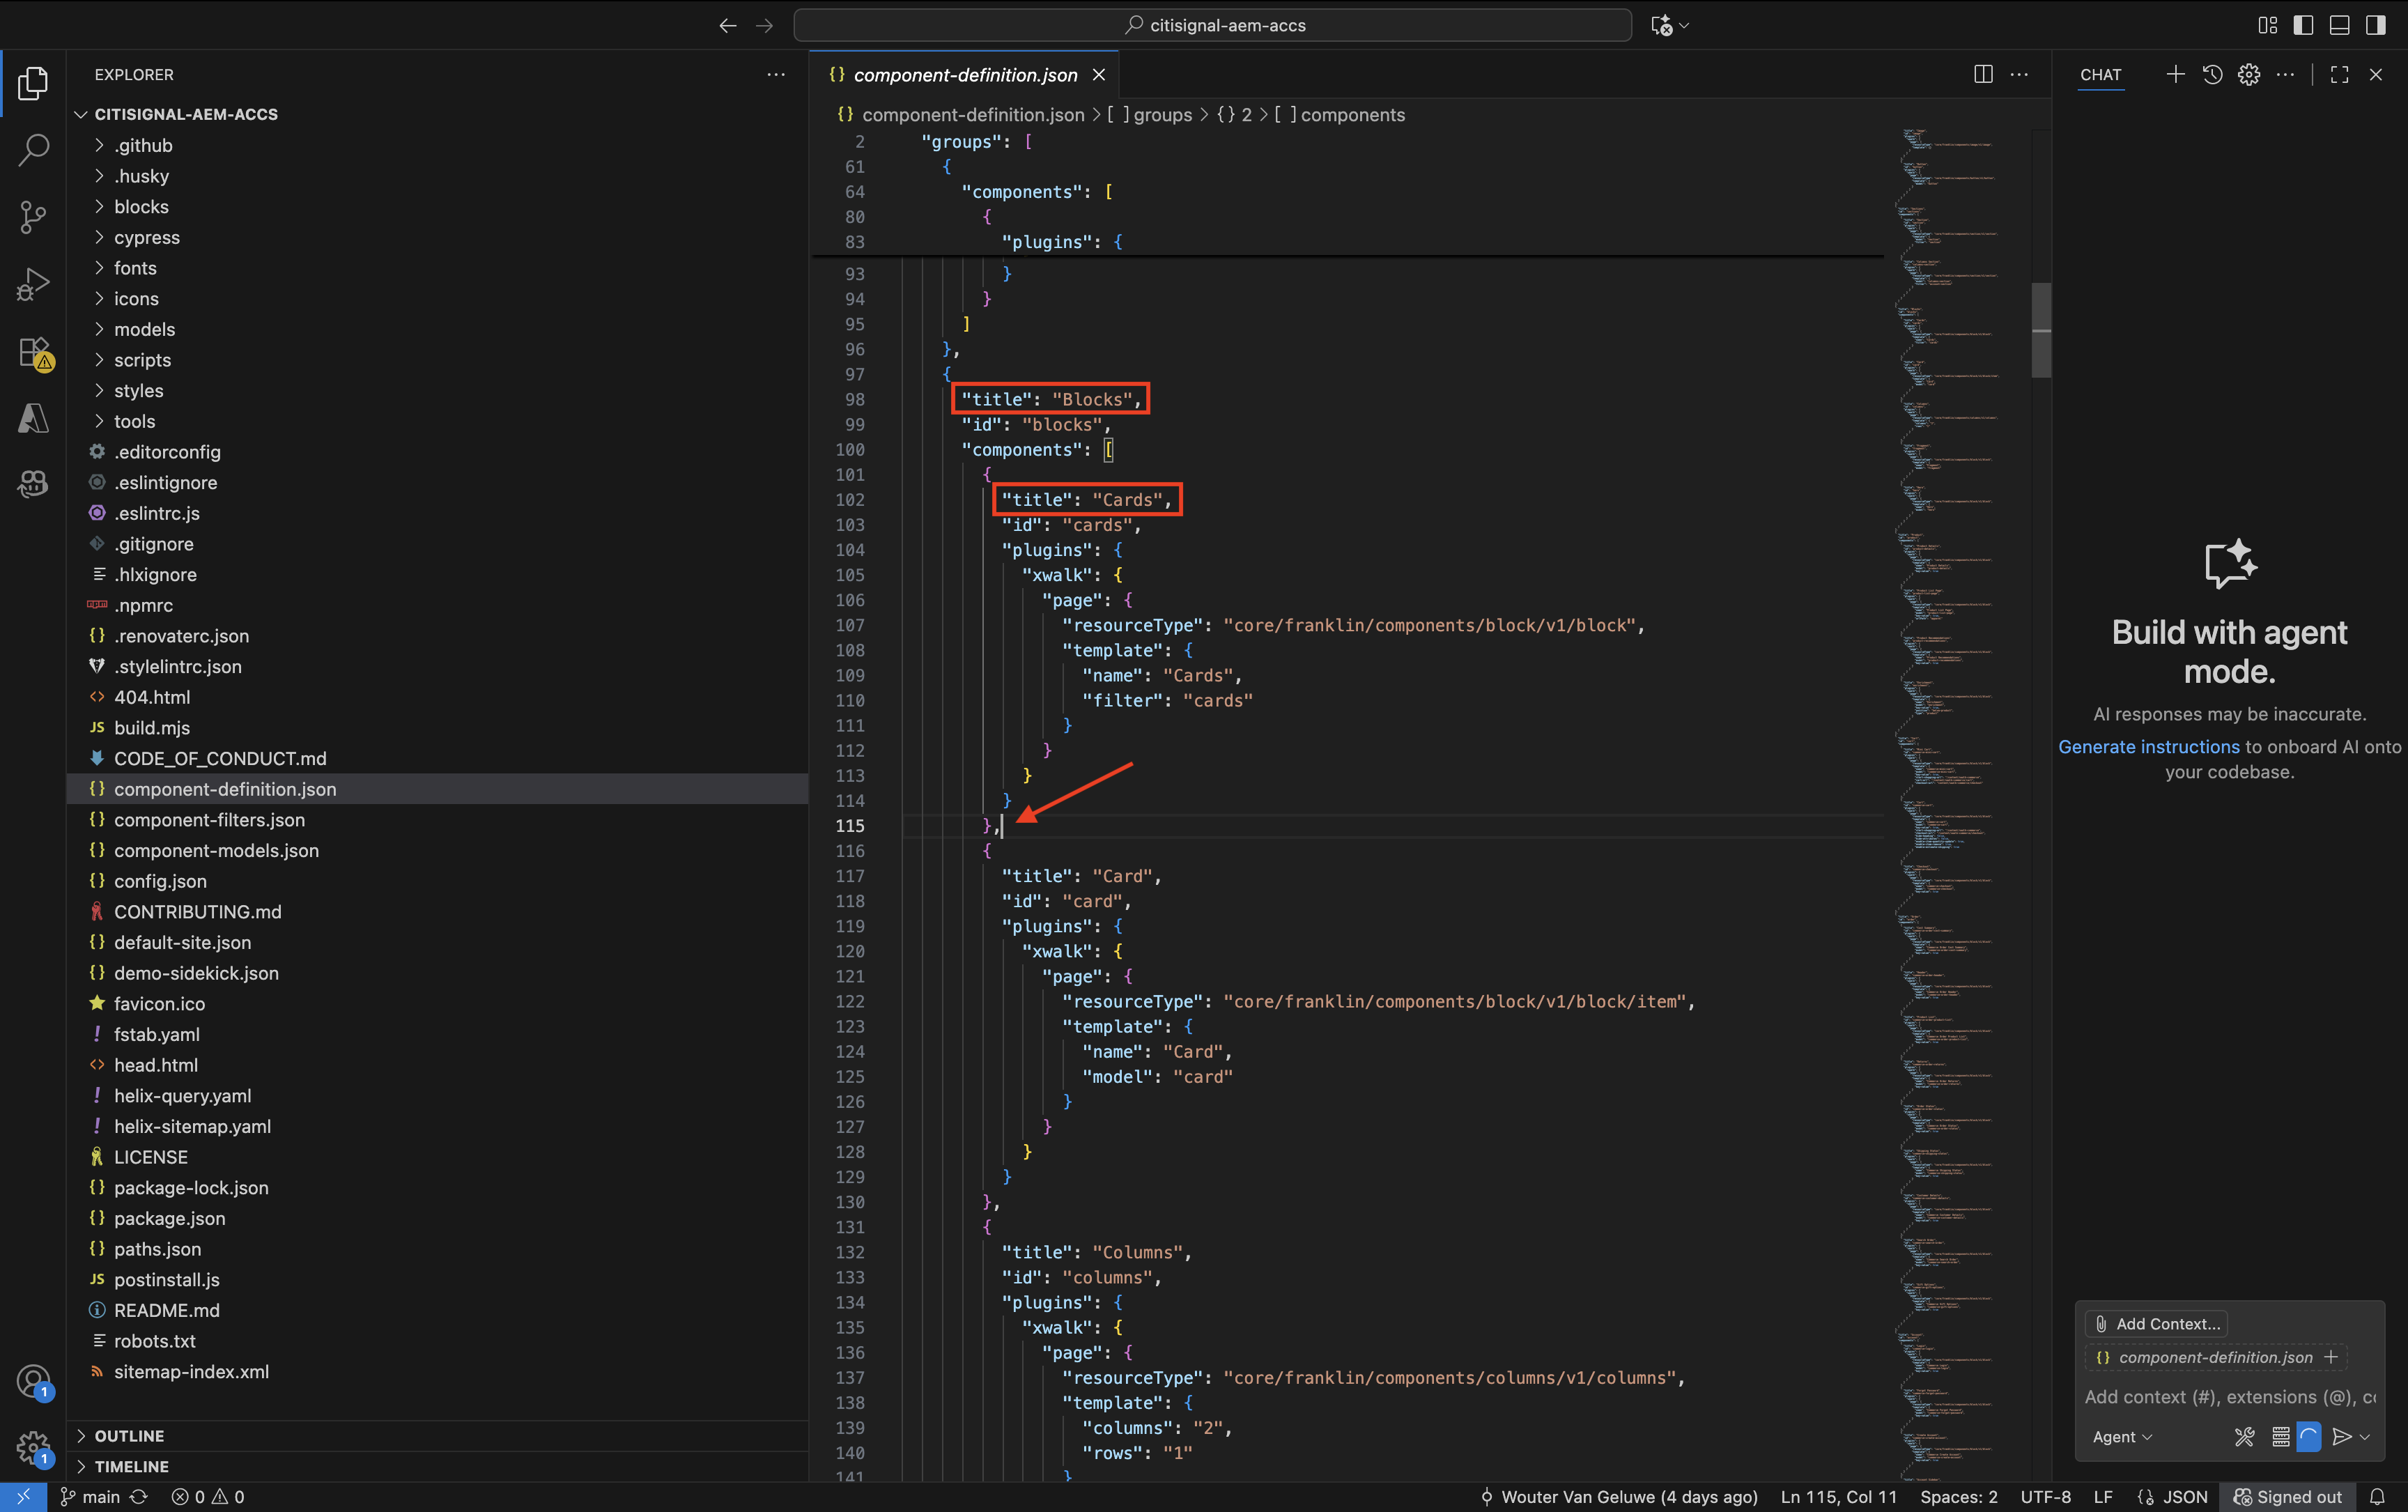 citisignal-aem-accs
EXPLORER
CITISIGNAL-AEM-ACCS
.github
.husky
blocks
cypress
fonts
icons
models
scripts
styles
tools
.editorconfig
.eslintignore
.eslintrc.js
.gitignore
.hlxignore
.npmrc
.renovaterc.json
.stylelintrc.json
404.html
JS build.mjs
CODE_OF_CONDUCT.md
{} component-definition.json
{} component-filters.json
{} component-models.json
{} config.json
CONTRIBUTING.md
{} default-site.json
{} demo-sidekick.json
favicon.ico
! fstab.yaml
<> head.html
! helix-query.yaml
! helix-sitemap.yaml
LICENSE
{} package-lock.json
{} package.json
{} paths.json
JS postinstall.js
README.md
robots.txt
sitemap-index.xml
OUTLINE
TIMELINE
1
1
{} component-definition.json
{} component-definition.json > [ ] groups > {} 2 > [ ] components
2 "groups": [
61 {
64 "components": [
80 {
83 "plugins": {
93 }
94 }
95 ]
96 },
97 {
98 "title": "Blocks",
99 "id": "blocks",
100 "components": [
101 {
102 "title": "Cards",
103 "id": "cards",
104 "plugins": {
105 "xwalk": {
106 "page": {
107 "resourceType": "core/franklin/components/block/v1/block",
108 "template": {
109 "name": "Cards",
110 "filter": "cards"
111 }
112 }
113 }
114 }
115 },
116 {
117 "title": "Card",
118 "id": "card",
119 "plugins": {
120 "xwalk": {
121 "page": {
122 "resourceType": "core/franklin/components/block/v1/block/item",
123 "template": {
124 "name": "Card",
125 "model": "card"
126 }
127 }
128 }
129 }
130 },
131 {
132 "title": "Columns",
133 "id": "columns",
134 "plugins": {
135 "xwalk": {
136 "page": {
137 "resourceType": "core/franklin/components/columns/v1/columns",
138 "template": {
139 "columns": "2",
140 "rows": "1"
141 }
CHAT
Build with agent
mode.
AI responses may be inaccurate.
Generate instructions to onboard AI onto
your codebase.
Add Context...
{} component-definition.json +
Add context (#), extensions (@), co
Agent
main
0 0
Wouter Van Geluwe (4 days ago)
Ln 115, Col 11
Spaces: 2
UTF-8
LF
{} JSON
Signed out